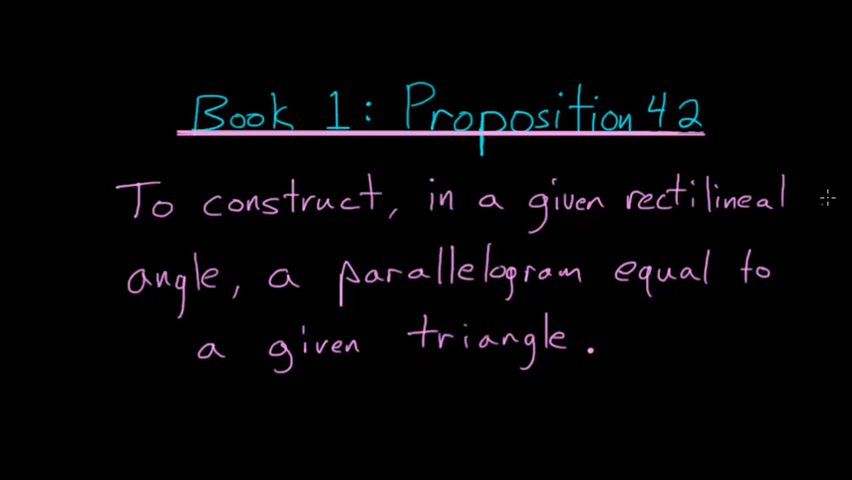 Book 1: Proposition 42
To construct, in a given rectilineal
angle, a parallelogram equal to
a given triangle.